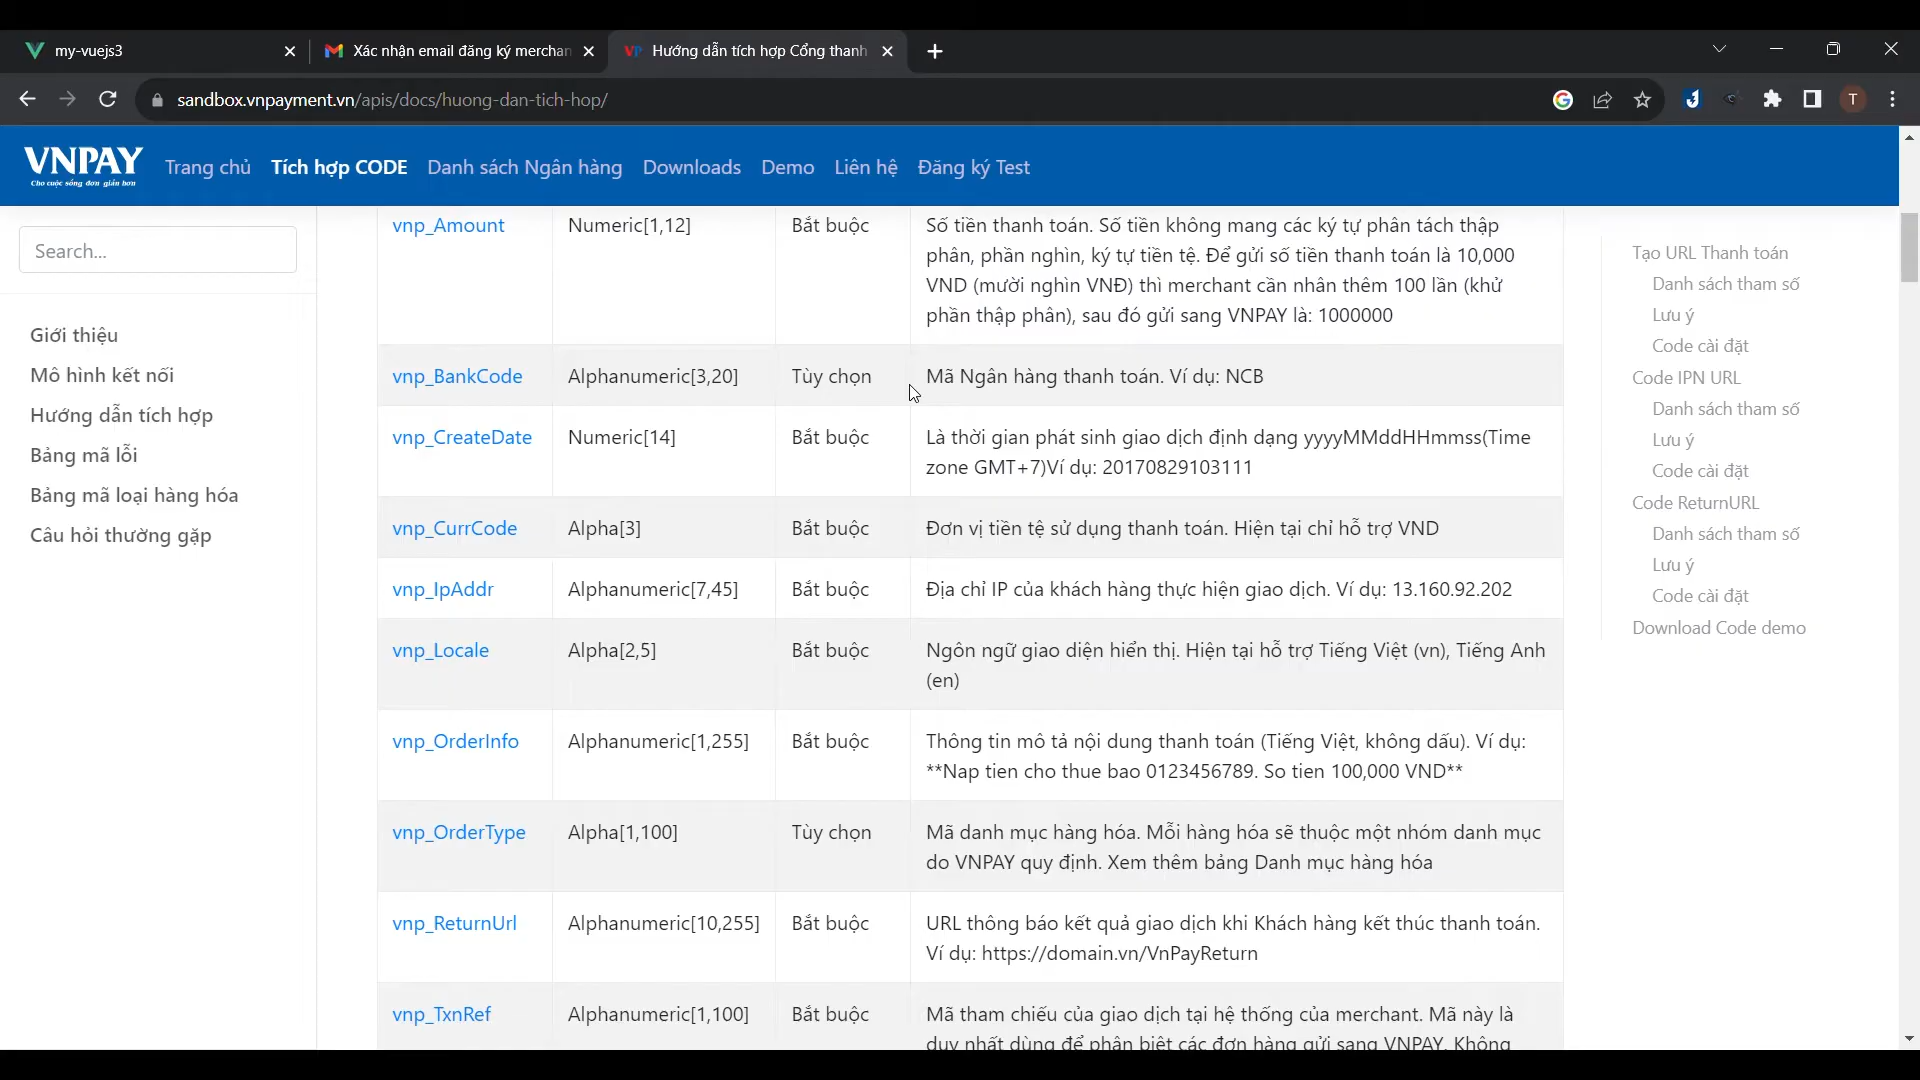 my-vuejs3
Xác nhận email đăng ký merchan
Hướng dẫn tích hợp Cổng thanh
sandbox.vnpayment.vn/apis/docs/huong-dan-tich-hop/
T
VNPAY
Cho cuộc sống đơn giản hơn
Trang chủ
Tích hợp CODE
Danh sách Ngân hàng
Downloads
Demo
Liên hệ
Đăng ký Test
Search...
Giới thiệu
Mô hình kết nối
Hướng dẫn tích hợp
Bảng mã lỗi
Bảng mã loại hàng hóa
Câu hỏi thường gặp
vnp_Amount
Numeric[1,12]
Bắt buộc
Số tiền thanh toán. Số tiền không mang các ký tự phân tách thập
phân, phần nghìn, ký tự tiền tệ. Để gửi số tiền thanh toán là 10,000
VND (mười nghìn VNĐ) thì merchant cần nhân thêm 100 lần (khử
phần thập phân), sau đó gửi sang VNPAY là: 1000000
vnp_BankCode
Alphanumeric[3,20]
Tùy chọn
Mã Ngân hàng thanh toán. Ví dụ: NCB
vnp_CreateDate
Numeric[14]
Bắt buộc
Là thời gian phát sinh giao dịch định dạng yyyyMMddHHmmss(Time
zone GMT+7)Ví dụ: 20170829103111
vnp_CurrCode
Alpha[3]
Bắt buộc
Đơn vị tiền tệ sử dụng thanh toán. Hiện tại chỉ hỗ trợ VND
vnp_IpAddr
Alphanumeric[7,45]
Bắt buộc
Địa chỉ IP của khách hàng thực hiện giao dịch. Ví dụ: 13.160.92.202
vnp_Locale
Alpha[2,5]
Bắt buộc
Ngôn ngữ giao diện hiển thị. Hiện tại hỗ trợ Tiếng Việt (vn), Tiếng Anh
(en)
vnp_OrderInfo
Alphanumeric[1,255]
Bắt buộc
Thông tin mô tả nội dung thanh toán (Tiếng Việt, không dấu). Ví dụ:
**Nap tien cho thue bao 0123456789. So tien 100,000 VND**
vnp_OrderType
Alpha[1,100]
Tùy chọn
Mã danh mục hàng hóa. Mỗi hàng hóa sẽ thuộc một nhóm danh mục
do VNPAY quy định. Xem thêm bảng Danh mục hàng hóa
vnp_ReturnUrl
Alphanumeric[10,255]
Bắt buộc
URL thông báo kết quả giao dịch khi Khách hàng kết thúc thanh toán.
Ví dụ: https://domain.vn/VnPayReturn
vnp_TxnRef
Alphanumeric[1,100]
Bắt buộc
Mã tham chiếu của giao dịch tại hệ thống của merchant. Mã này là
duy nhất dùng để phân biệt các đơn hàng gửi sang VNPAY. Không
Tạo URL Thanh toán
Danh sách tham số
Lưu ý
Code cài đặt
Code IPN URL
Danh sách tham số
Lưu ý
Code cài đặt
Code ReturnURL
Danh sách tham số
Lưu ý
Code cài đặt
Download Code demo